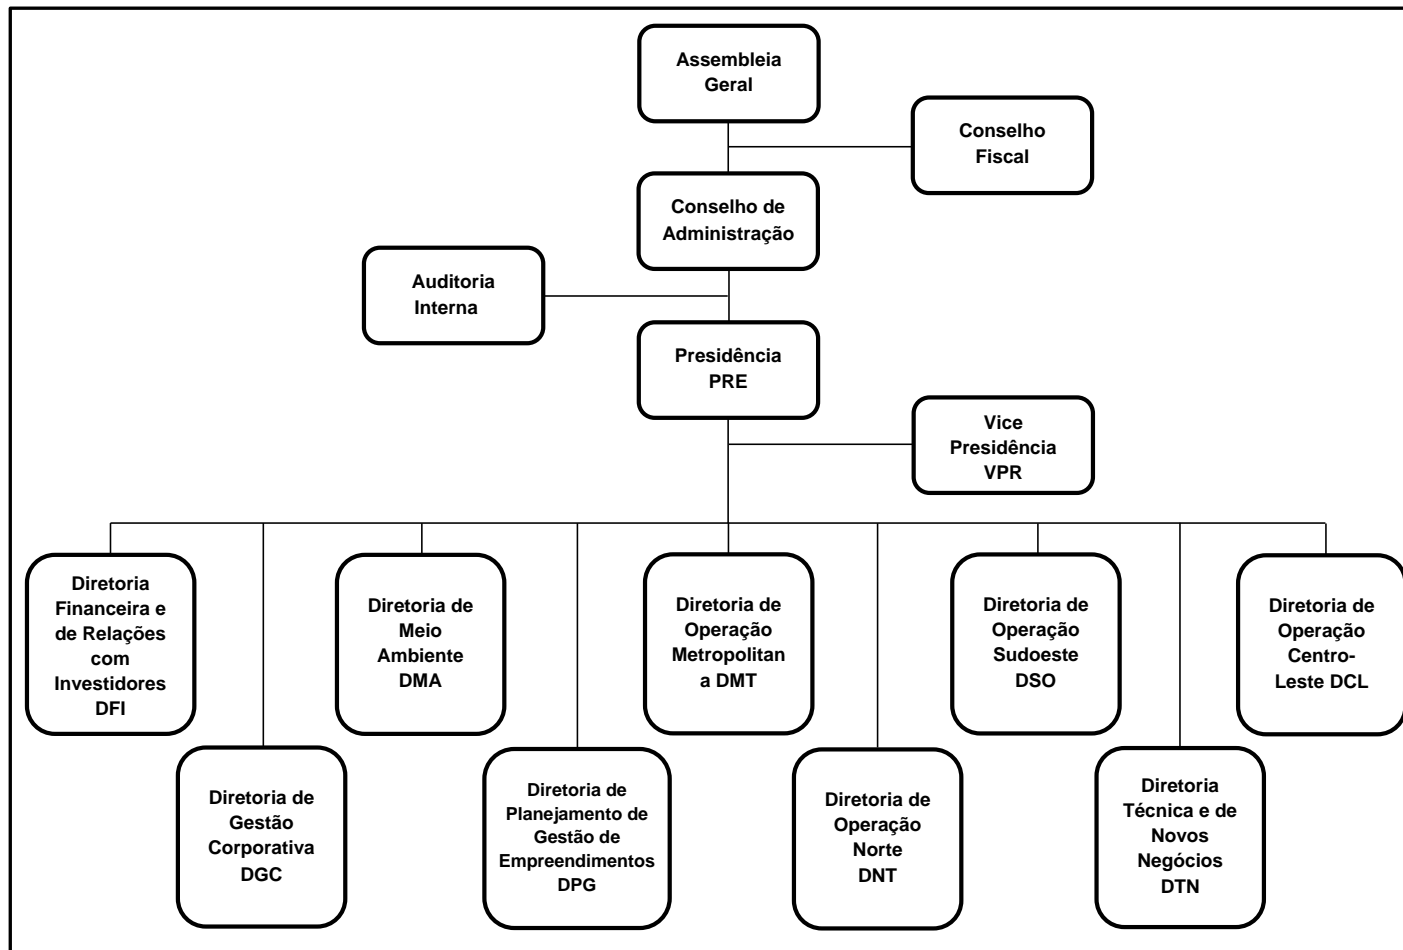 Assembleia
Geral
Conselho
Fiscal
Conselho de
Administração
Auditoria
Interna
Presidência
PRE
Vice
Presidência
VPR
Diretoria
Financeira e
de Relações
com
Investidores
DFI
Diretoria de
Meio
Ambiente
DMA
Diretoria de
Operação
Metropolitan
a DMT
Diretoria de
Operação
Sudoeste
DSO
Diretoria de
Operação
Centro-
Leste DCL
Diretoria de
Gestão
Corporativa
DGC
Diretoria de
Planejamento de
Gestão de
Empreendimentos
DPG
Diretoria de
Operação
Norte
DNT
Diretoria
Técnica e de
Novos
Negócios
DTN